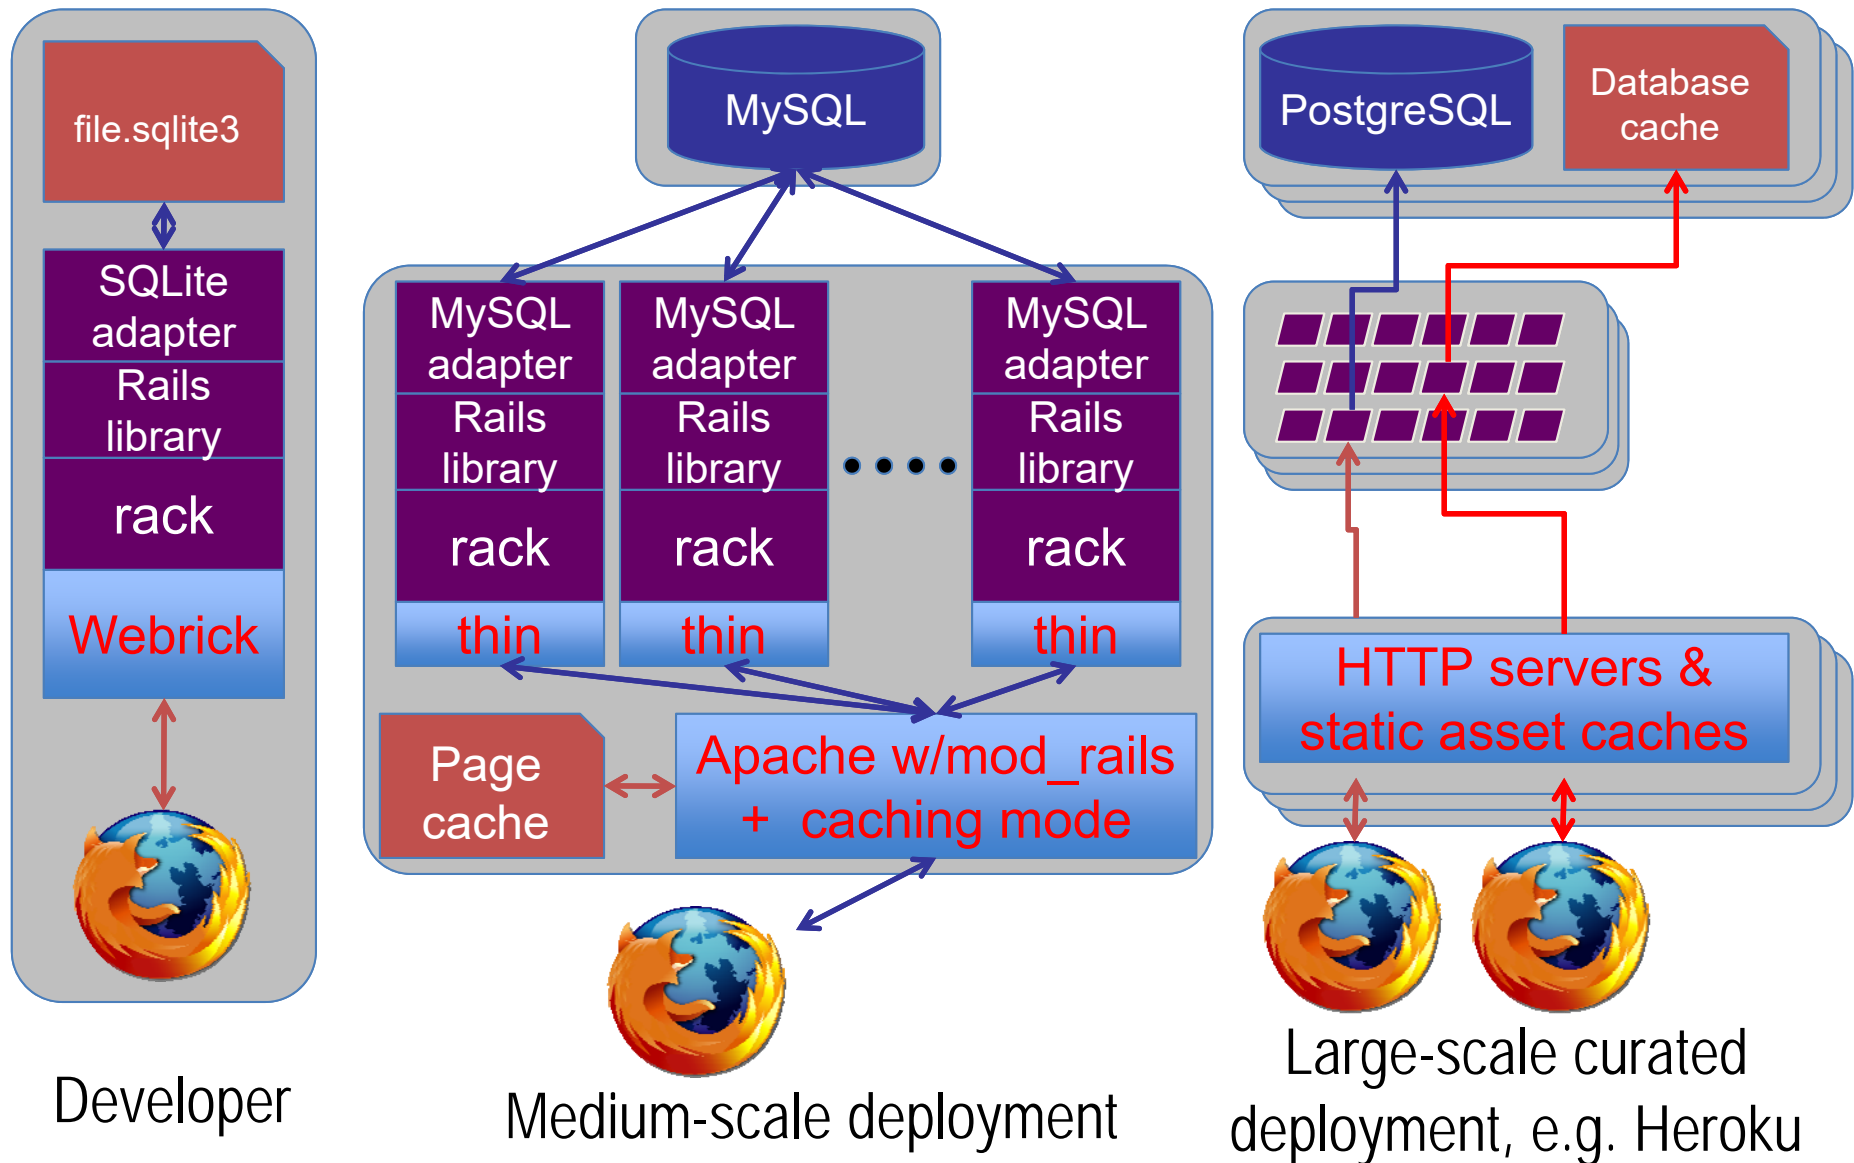 file.sqlite3
SQLite
adapter
Rails
library
rack
Webrick
Developer
MySQL
MySQL
adapter
Rails
library
rack
thin
MySQL
adapter
Rails
library
rack
thin
MySQL
adapter
Rails
library
rack
thin
Page
cache
Apache w/mod_rails
+ caching mode
Medium-scale deployment
PostgreSQL
Database
cache
HTTP servers &
static asset caches
Large-scale curated
deployment, e.g. Heroku